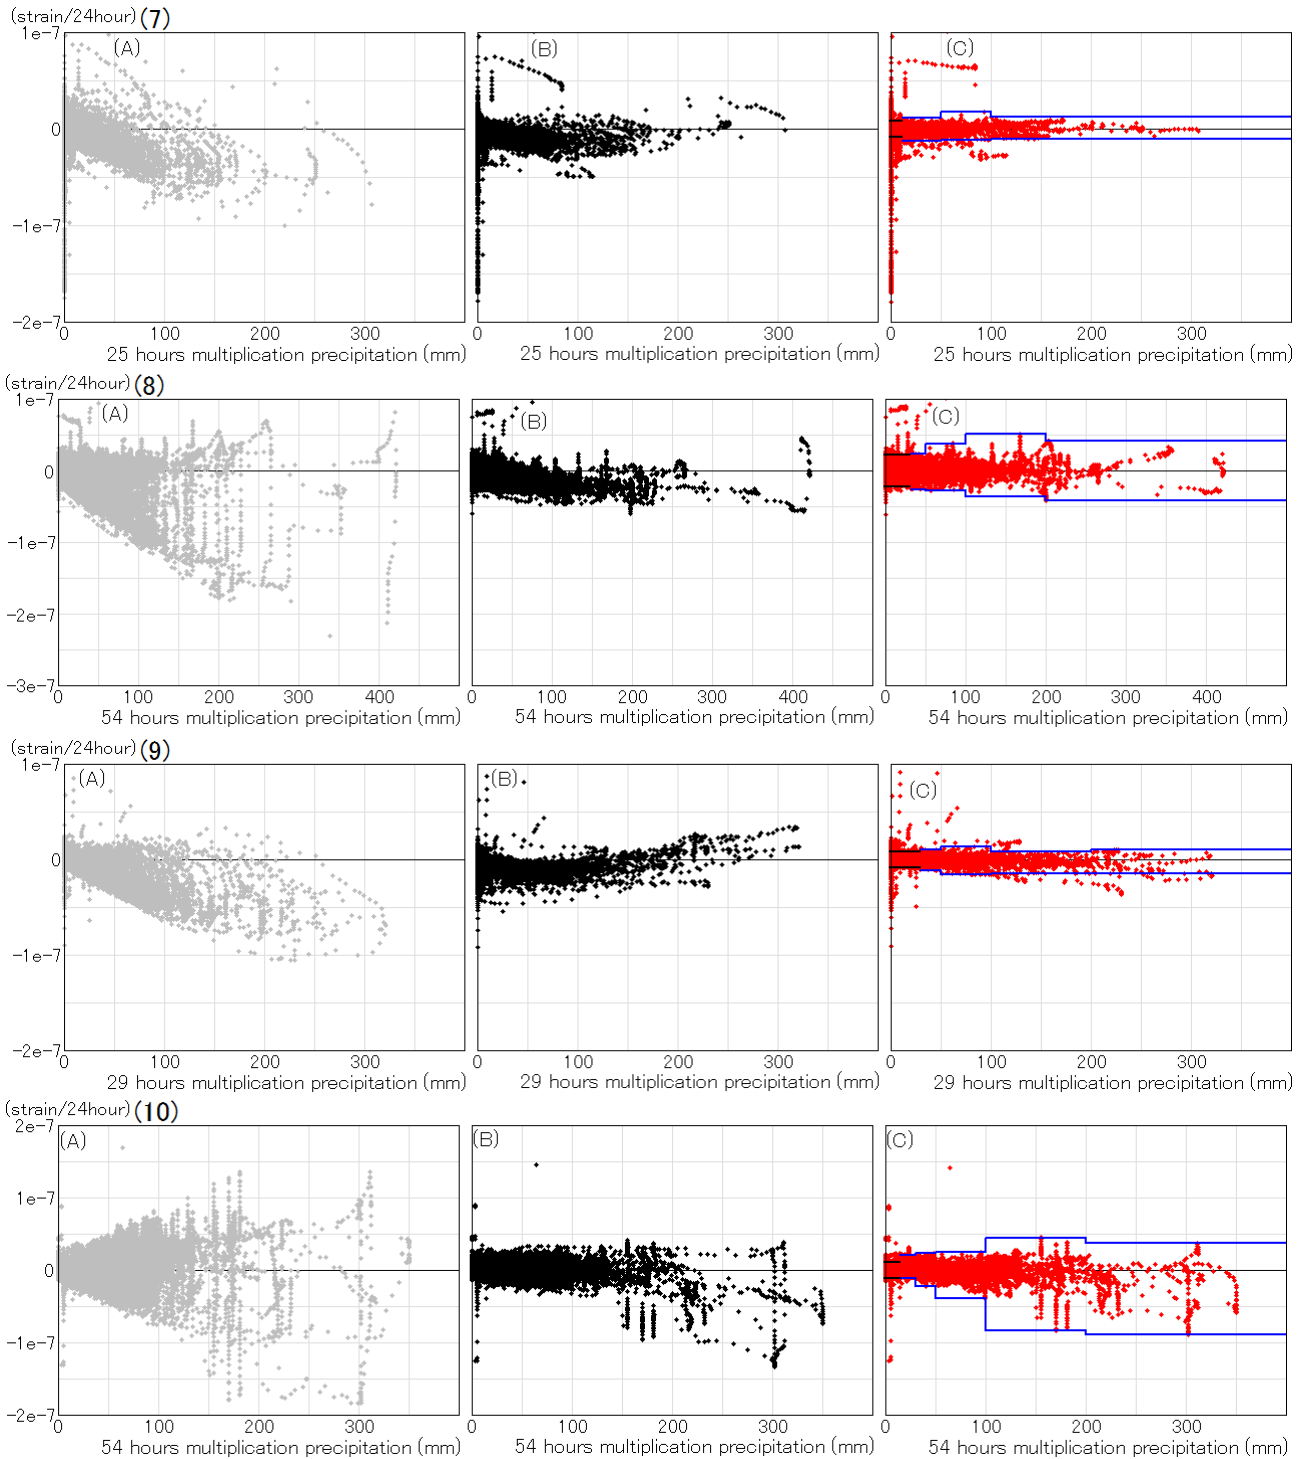 (strain/24hour) (7)
(A) (B) (C)
1e-7
0
-1e-7
-2e-7
0 100 200 300 0 100 200 300 0 100 200 300
25 hours multiplication precipitation (mm) 25 hours multiplication precipitation (mm) 25 hours multiplication precipitation (mm)
(strain/24hour) (8)
1e-7
(A) (B) (C)
0
-1e-7
-2e-7
-3e-7
0 100 200 300 400 0 100 200 300 400 0 100 200 300 400
54 hours multiplication precipitation (mm) 54 hours multiplication precipitation (mm) 54 hours multiplication precipitation (mm)
(strain/24hour) (9)
1e-7
(A) (B) (C)
0
-1e-7
-2e-7
0 100 200 300 0 100 200 300 0 100 200 300
29 hours multiplication precipitation (mm) 29 hours multiplication precipitation (mm) 29 hours multiplication precipitation (mm)
(strain/24hour) (10)
2e-7
(A) (B) (C)
1e-7
0
-1e-7
-2e-7
0 100 200 300 0 100 200 300 0 100 200 300
54 hours multiplication precipitation (mm) 54 hours multiplication precipitation (mm) 54 hours multiplication precipitation (mm)